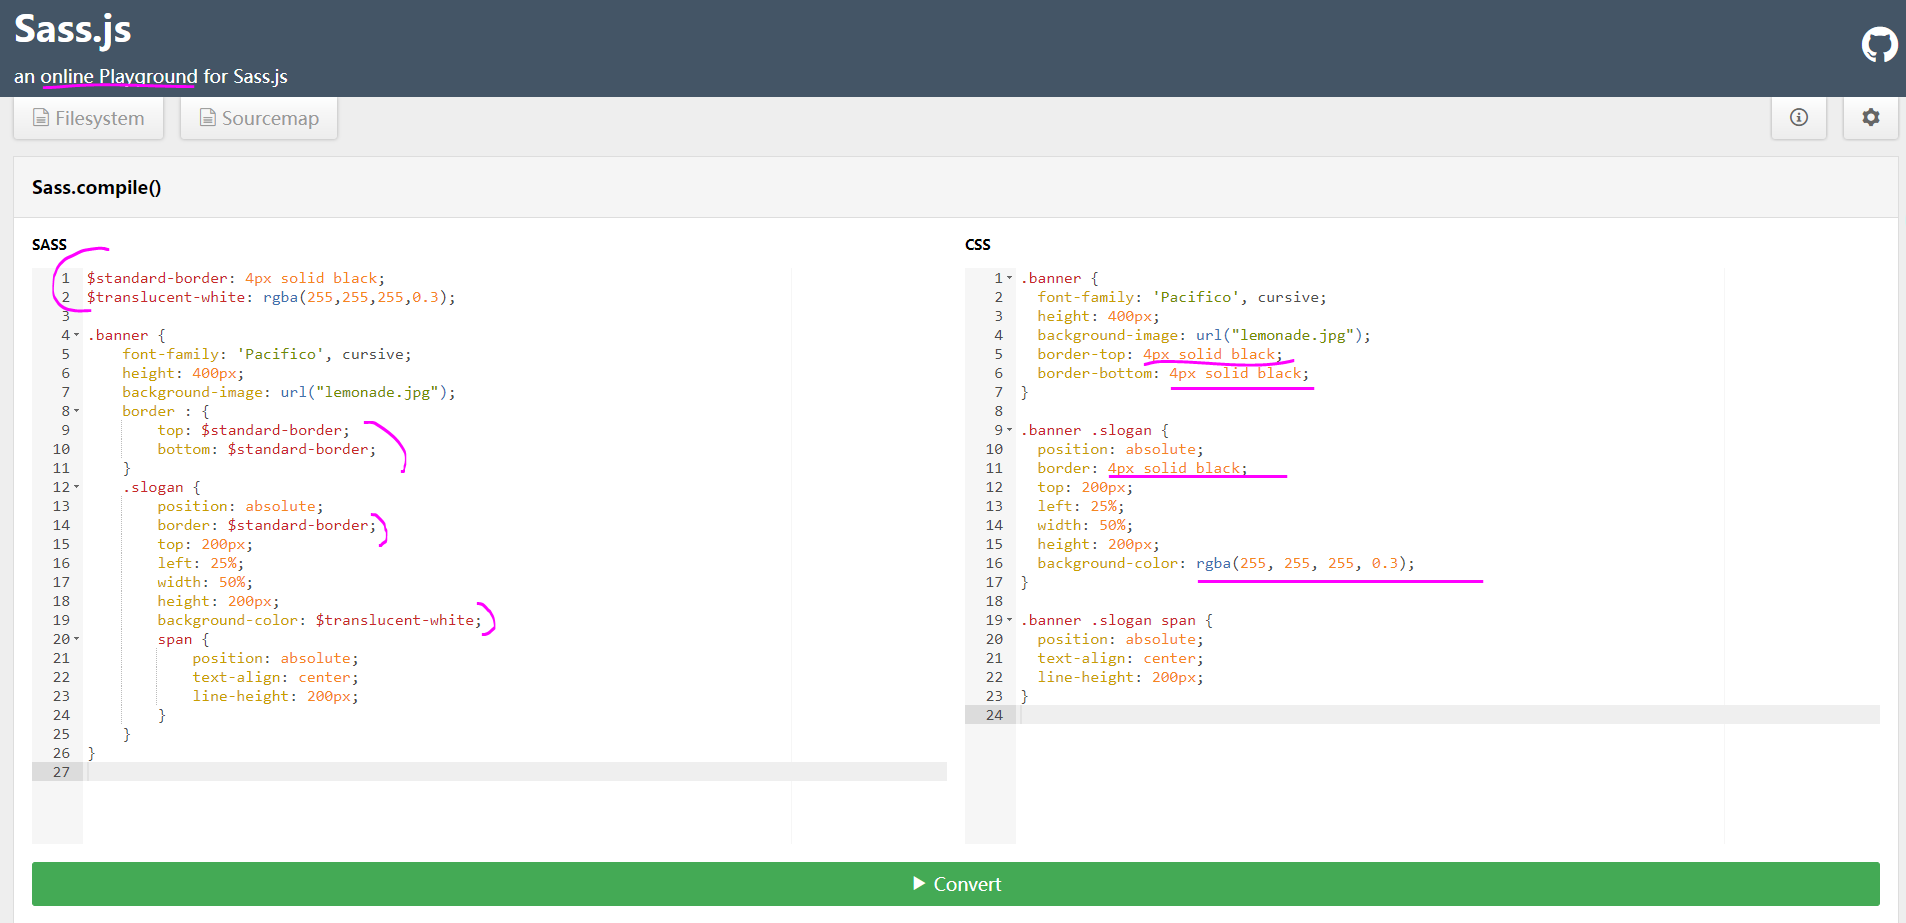 Sass.js
an online Playground for Sass.js
Filesystem
Sourcemap
Sass.compile()
SASS
1 $standard-border: 4px solid black;
2 $translucent-white: rgba(255,255,255,0.3);
3
4 .banner {
5 font-family: 'Pacifico', cursive;
6 height: 400px;
7 background-image: url("lemonade.jpg");
8 border : {
9 top: $standard-border;
10 bottom: $standard-border;
11 }
12 .slogan {
13 position: absolute;
14 border: $standard-border;
15 top: 200px;
16 left: 25%;
17 width: 50%;
18 height: 200px;
19 background-color: $translucent-white;
20 span {
21 position: absolute;
22 text-align: center;
23 line-height: 200px;
24 }
25 }
26 }
27
CSS
1 .banner {
2 font-family: 'Pacifico', cursive;
3 height: 400px;
4 background-image: url("lemonade.jpg");
5 border-top: 4px solid black;
6 border-bottom: 4px solid black;
7 }
8
9 .banner .slogan {
10 position: absolute;
11 border: 4px solid black;
12 top: 200px;
13 left: 25%;
14 width: 50%;
15 height: 200px;
16 background-color: rgba(255, 255, 255, 0.3);
17 }
18
19 .banner .slogan span {
20 position: absolute;
21 text-align: center;
22 line-height: 200px;
23 }
24
Convert